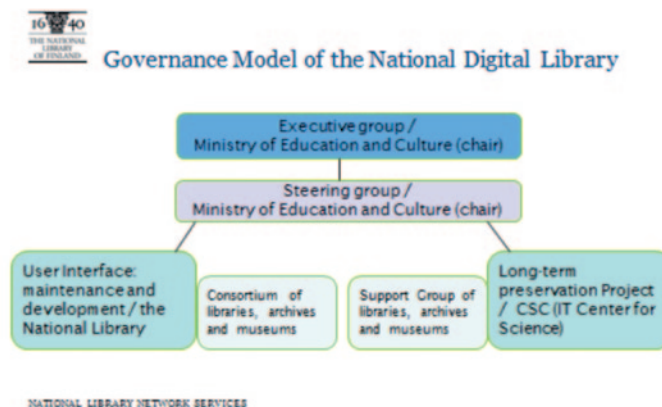 16 40
THE NATIONAL
LIBRARY
OF FINLAND
Governance Model of the National Digital Library
Executive group /
Ministry of Education and Culture (chair)
Steering group /
Ministry of Education and Culture (chair)
User Interface:
maintenance and
development / the
National Library
Consortium of
libraries, archives
and museums
Support Group of
libraries, archives
and museums
Long-term
preservation Project
/ CSC (IT Center for
Science)
NATIONAL LIBRARY NETWORK SERVICES